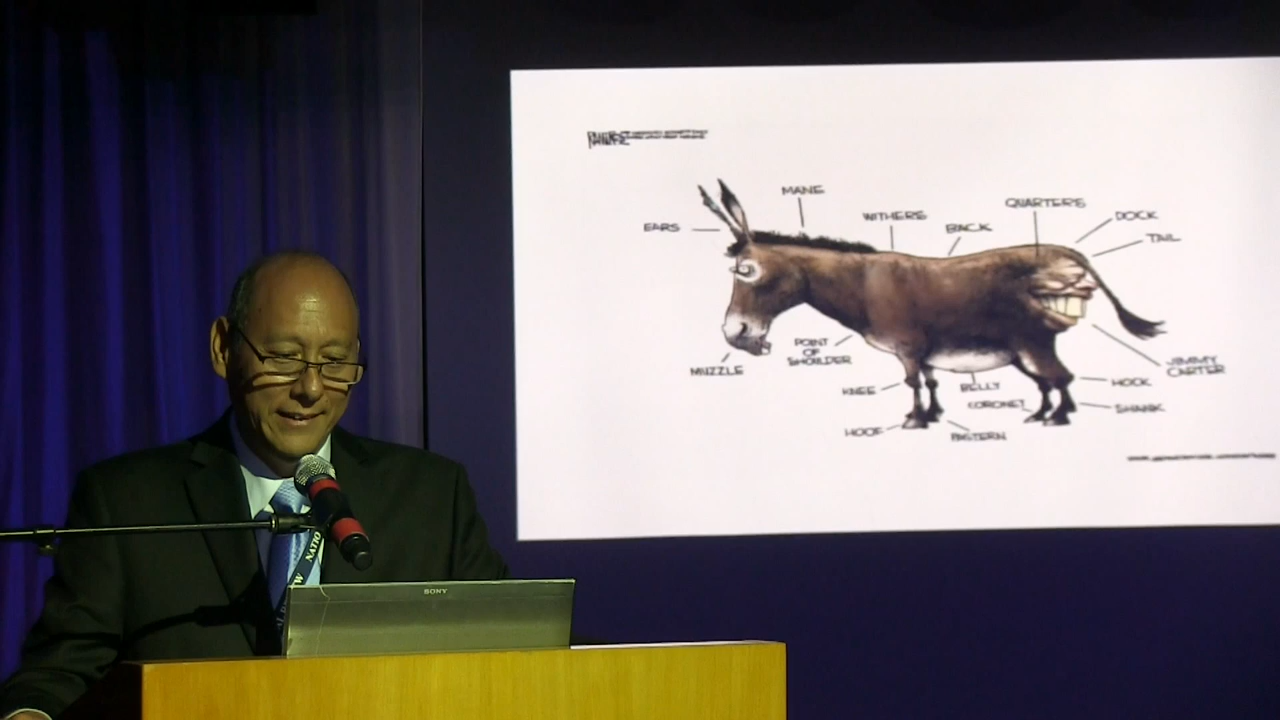 MANE
EARS
WITHERS
BACK
QUARTERS
DOCK
TAIL
MUZZLE
POINT
OF
SHOULDER
KNEE
BELLY
CORONET
HOOF
PASTERN
JIMMY
CARTER
HOCK
SHANK
NATIO
SONY